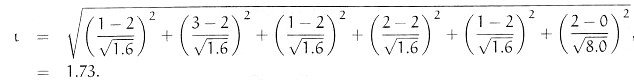 ι = √((1−2)/√1.6)² + ((3−2)/√1.6)² + ((1−2)/√1.6)² + ((2−2)/√1.6)² + ((1−2)/√1.6)² + ((2−0)/√8.0)²,
= 1.73.